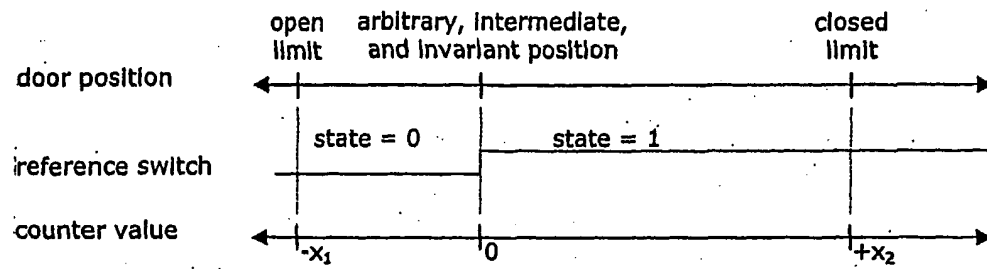 open limit
arbitrary, intermediate, and invariant position
closed limit
door position
state = 0
state = 1
reference switch
counter value
-x₁
0
+x₂